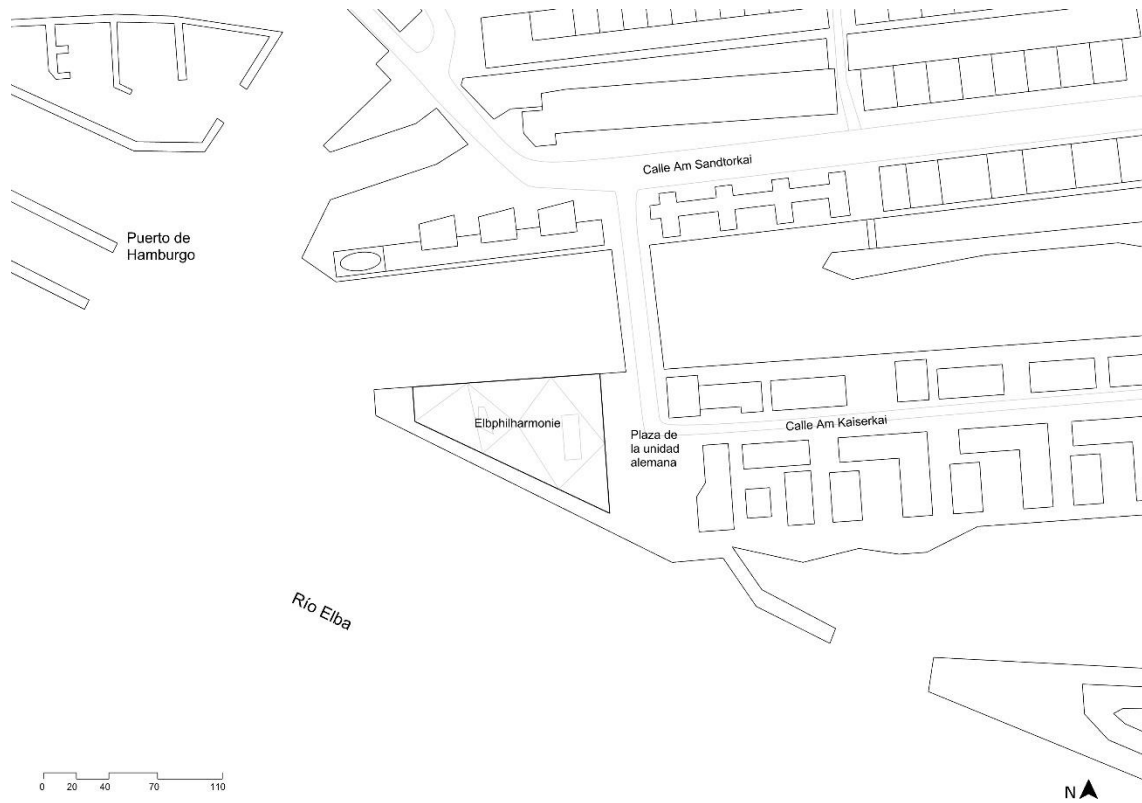 Calle Am Sandtorkai
Puerto de
Hamburgo
Elbphilharmonie
Calle Am Kaiserkai
Plaza de
la unidad
alemana
Río Elba
0 20 40 70 110
N